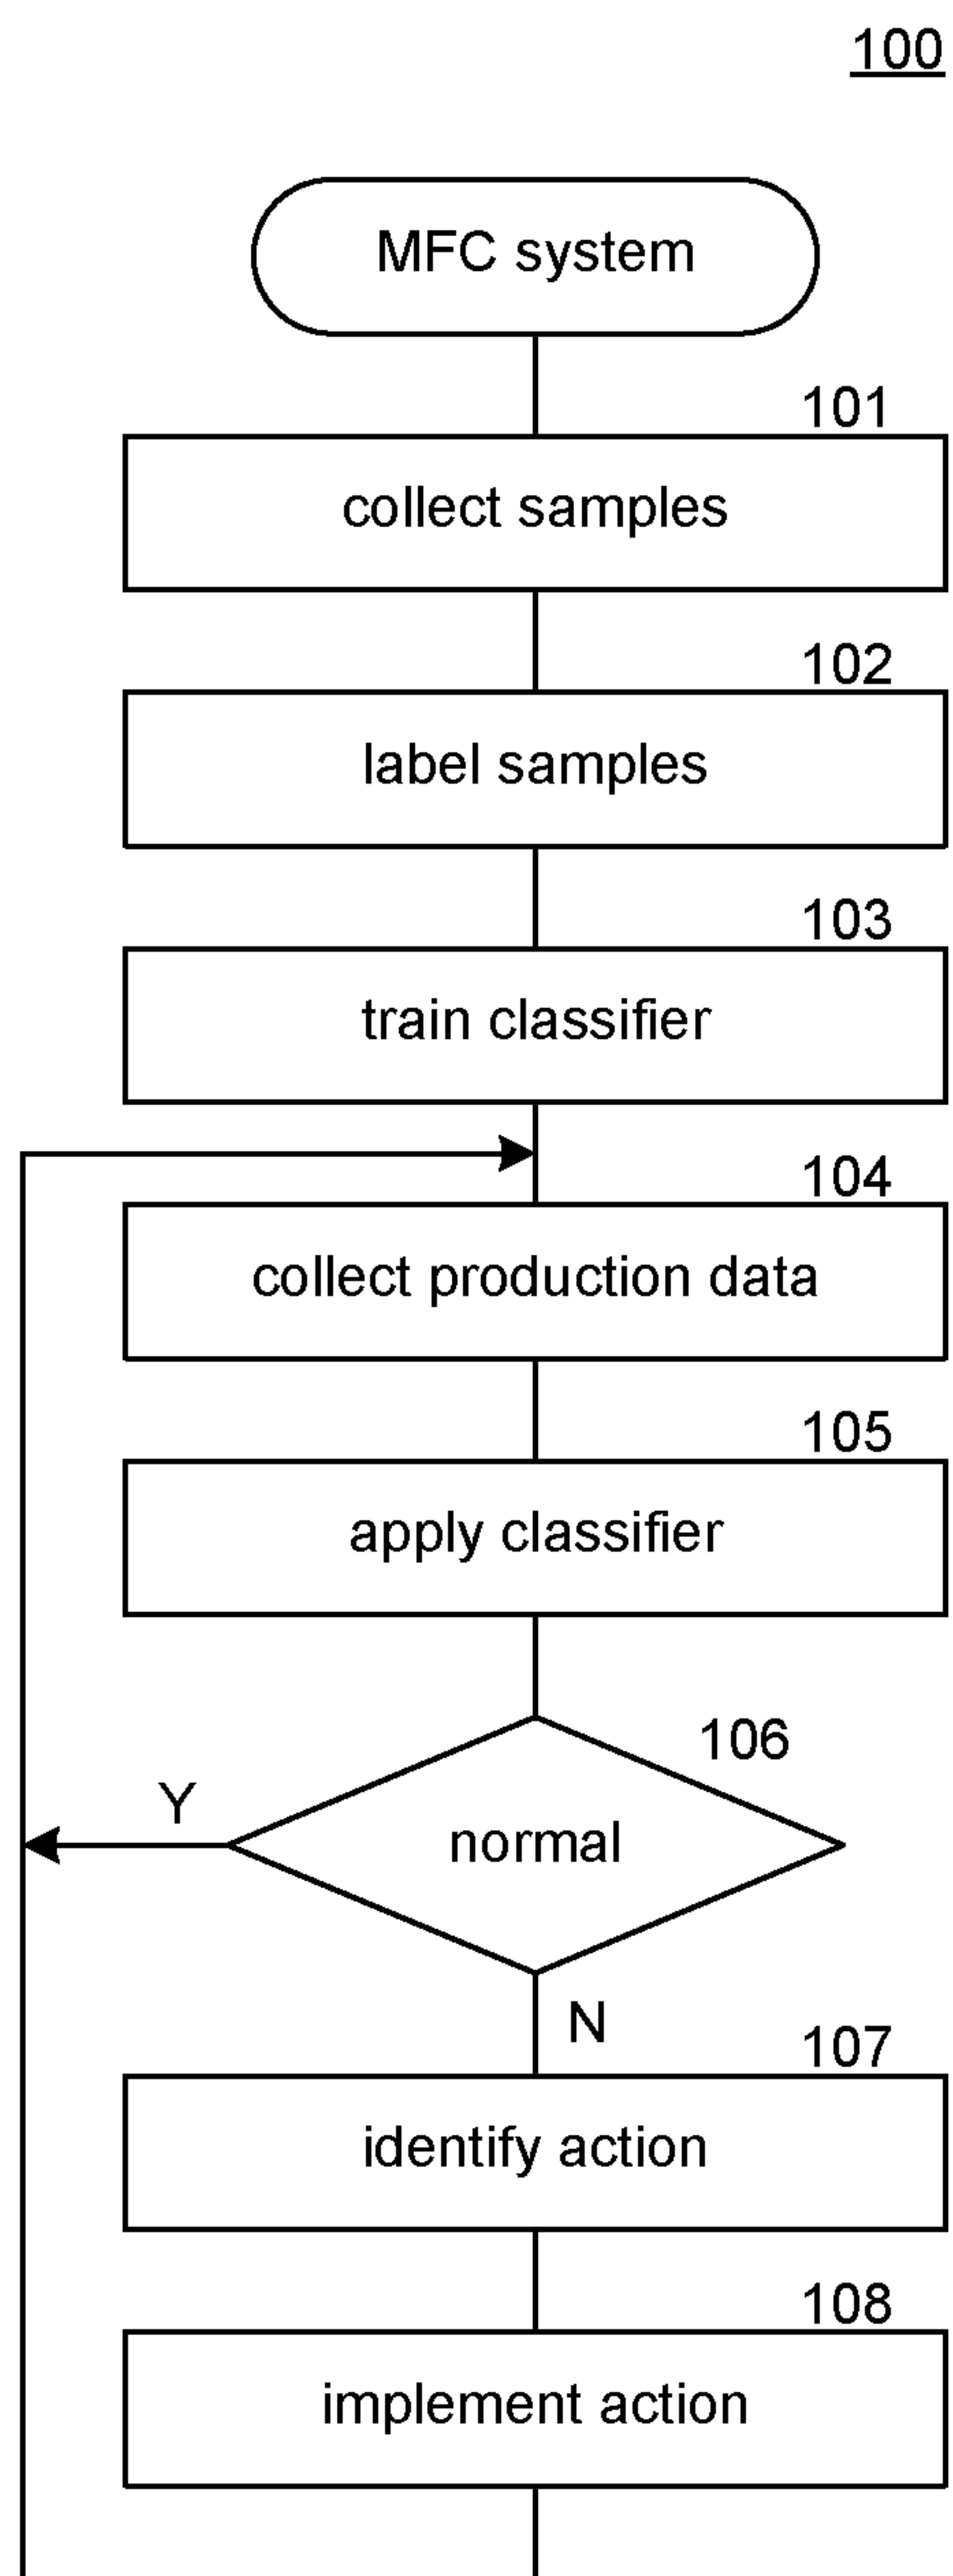 100
MFC system
101
collect samples
102
label samples
103
train classifier
104
collect production data
105
apply classifier
106
Y
normal
N
107
identify action
108
implement action